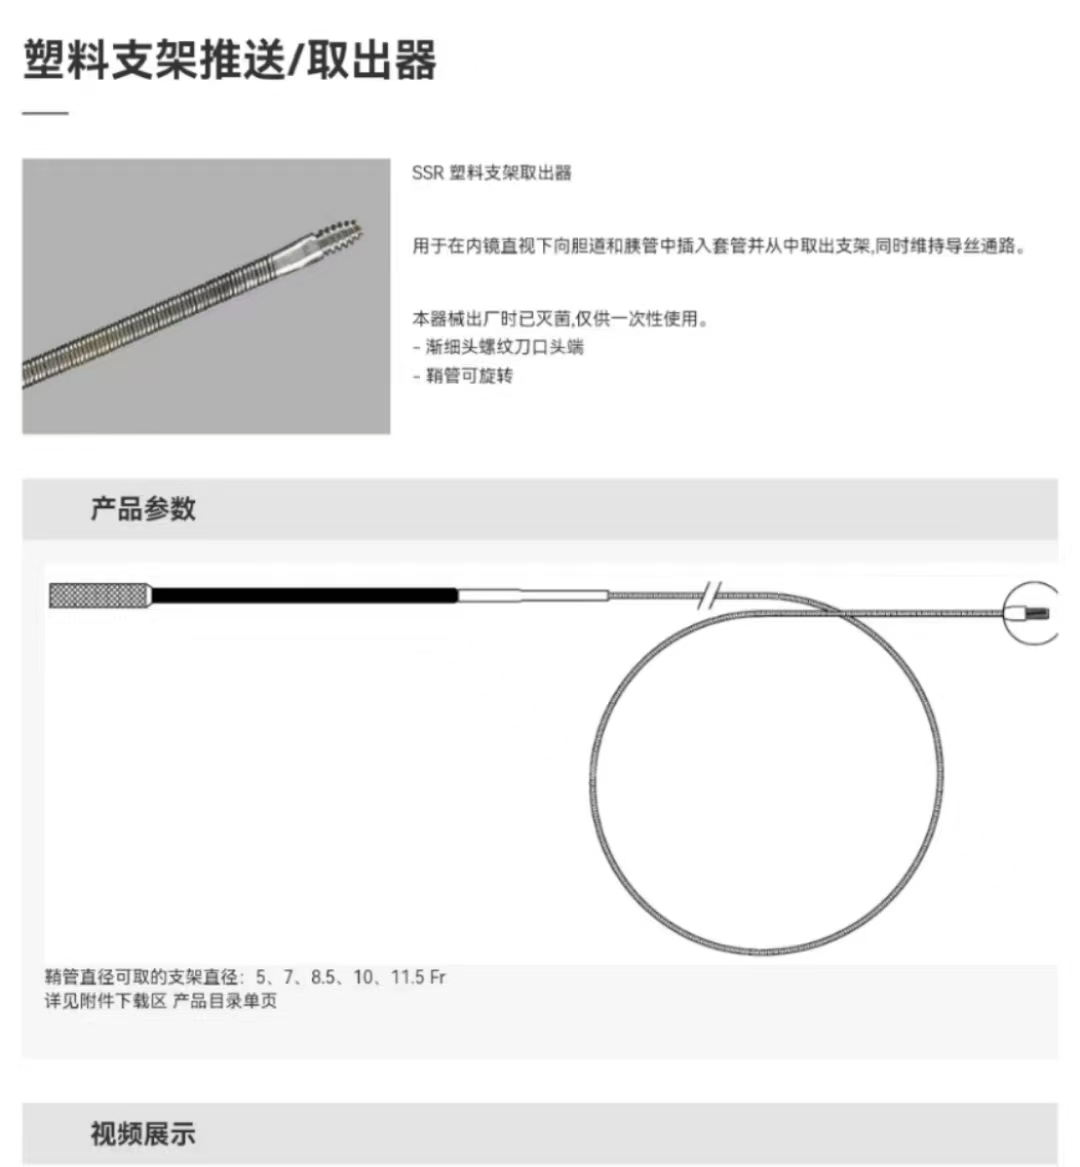 塑料支架推送/取出器
SSR 塑料支架取出器
用于在内镜直视下向胆道和胰管中插入套管并从中取出支架,同时维持导丝通路。
本器械出厂时已灭菌,仅供一次性使用。
- 渐细头螺纹刀口头端
- 鞘管可旋转
产品参数
鞘管直径可取的支架直径：5、7、8.5、10、11.5 Fr
详见附件下载区 产品目录单页
视频展示